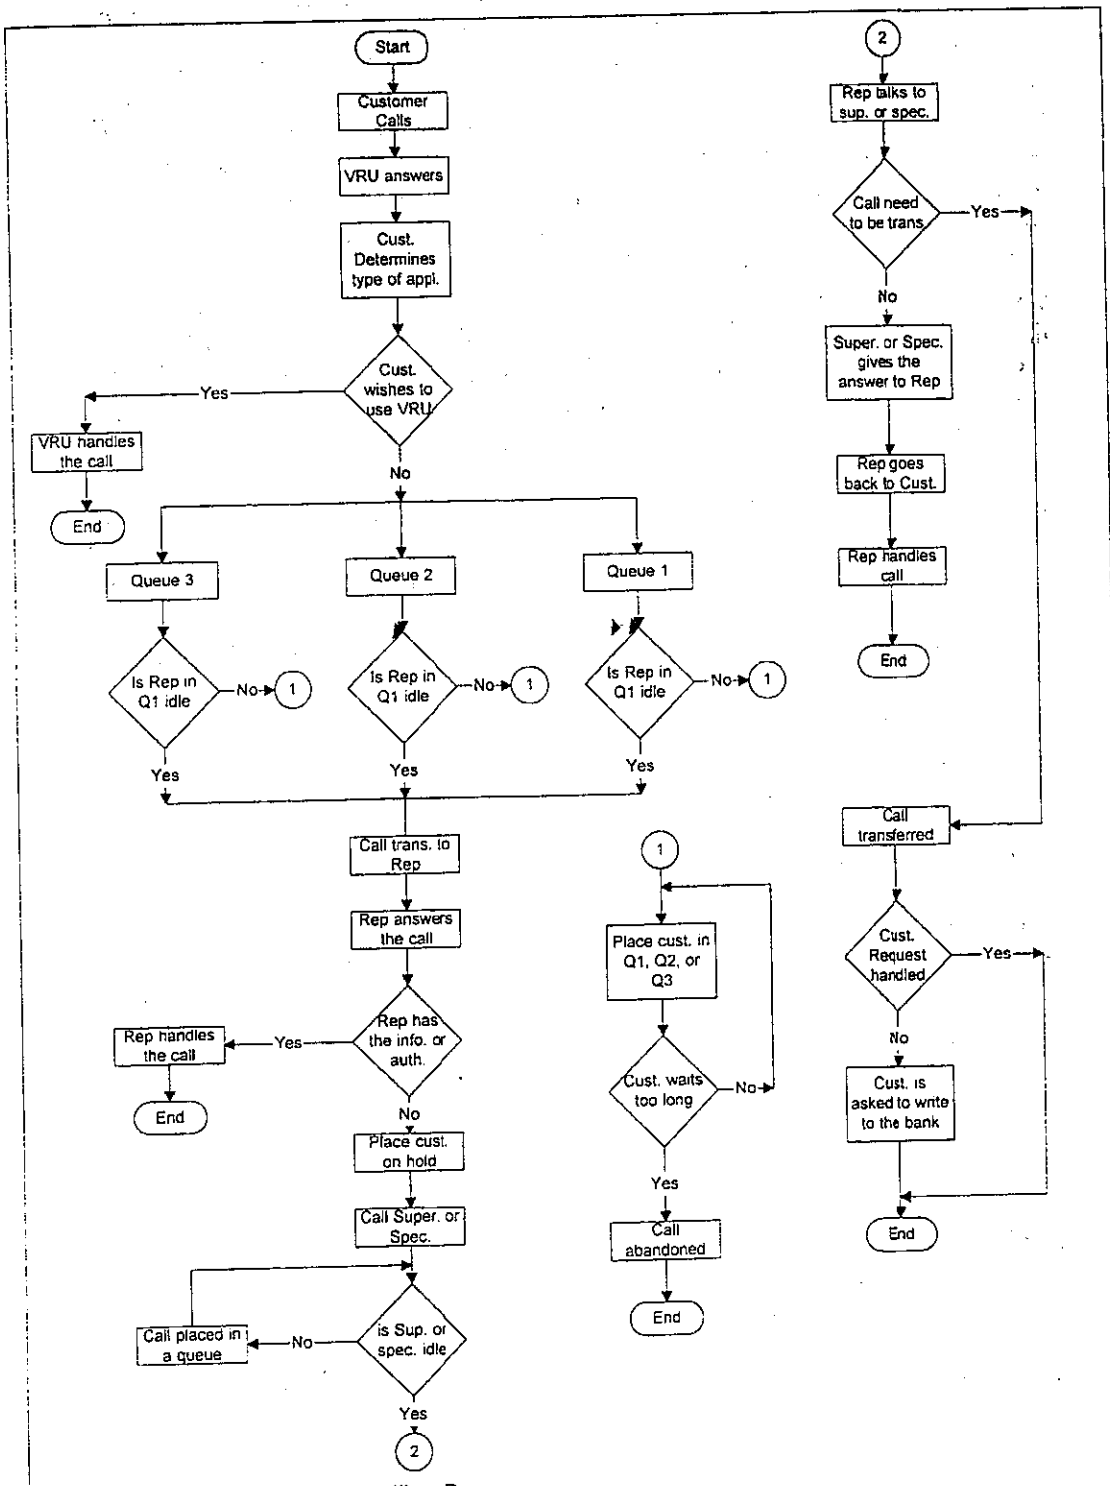 Start
Customer
Calls
VRU answers
Cust.
Determines
type of appl.
Cust.
wishes to
use VRU
Yes
VRU handles
the call
End
No
Queue 3
Queue 2
Queue 1
Is Rep in
Q1 idle
No
1
Is Rep in
Q1 idle
No
1
Is Rep in
Q1 idle
No
1
Yes
Yes
Yes
Call trans. to
Rep
Rep answers
the call
Rep has
the info. or
auth.
Yes
Rep handles
the call
End
No
Place cust.
on hold
Call Super. or
Spec.
is Sup. or
spec. idle
No
Call placed in
a queue
Yes
2
1
Place cust. in
Q1, Q2, or
Q3
Cust. waits
too long
No
Yes
Call
abandoned
End
2
Rep talks to
sup. or spec.
Call need
to be trans.
Yes
No
Super. or Spec.
gives the
answer to Rep
Rep goes
back to Cust.
Rep handles
call
End
Call
transferred
Cust.
Request
handled
Yes
No
Cust. is
asked to write
to the bank
End